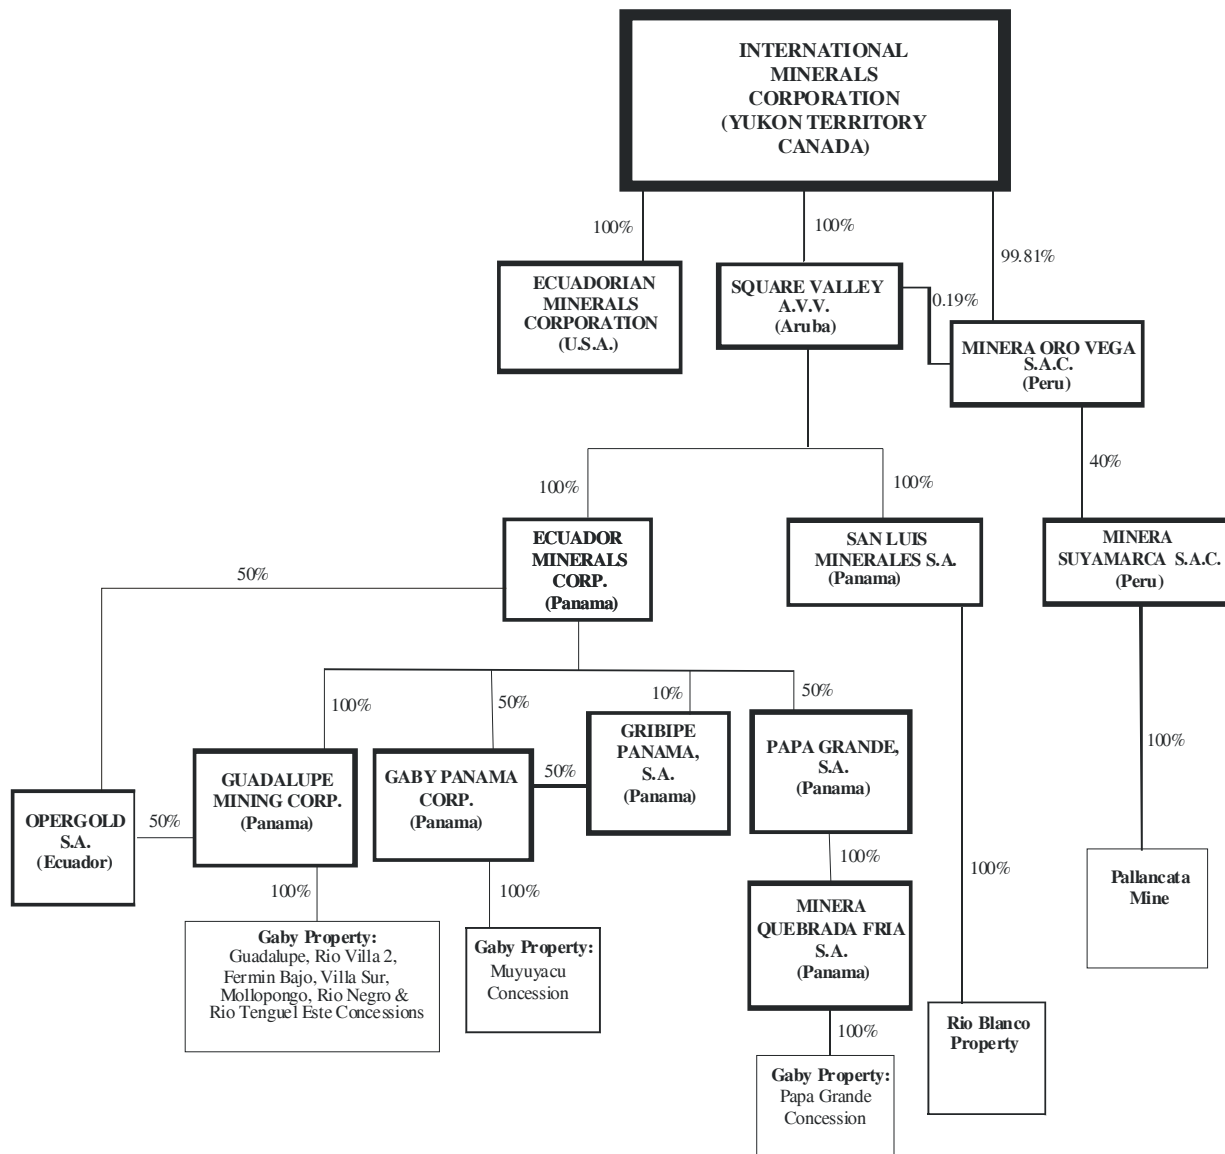 INTERNATIONAL
MINERALS
CORPORATION
(YUKON TERRITORY
CANADA)
100%
100%
99.81%
ECUADORIAN
MINERALS
CORPORATION
(U.S.A.)
SQUARE VALLEY
A.V.V.
(Aruba)
0.19%
MINERA ORO VEGA
S.A.C.
(Peru)
100%
100%
40%
ECUADOR
MINERALS
CORP.
(Panama)
SAN LUIS
MINERALES S.A.
(Panama)
MINERA
SUYAMARCA S.A.C.
(Peru)
50%
100%
50%
10%
50%
GUADALUPE
MINING CORP.
(Panama)
GABY PANAMA
CORP.
(Panama)
50%
GRIBIPE
PANAMA,
S.A.
(Panama)
PAPA GRANDE,
S.A.
(Panama)
100%
OPERGOLD
S.A.
(Ecuador)
50%
100%
100%
100%
100%
Gaby Property:
Guadalupe, Rio Villa 2,
Fermin Bajo, Villa Sur,
Mollopongo, Rio Negro &
Rio Tenguel Este Concessions
Gaby Property:
Muyuyacu
Concession
MINERA
QUEBRADA FRIA
S.A.
(Panama)
Pallancata
Mine
100%
Rio Blanco
Property
Gaby Property:
Papa Grande
Concession